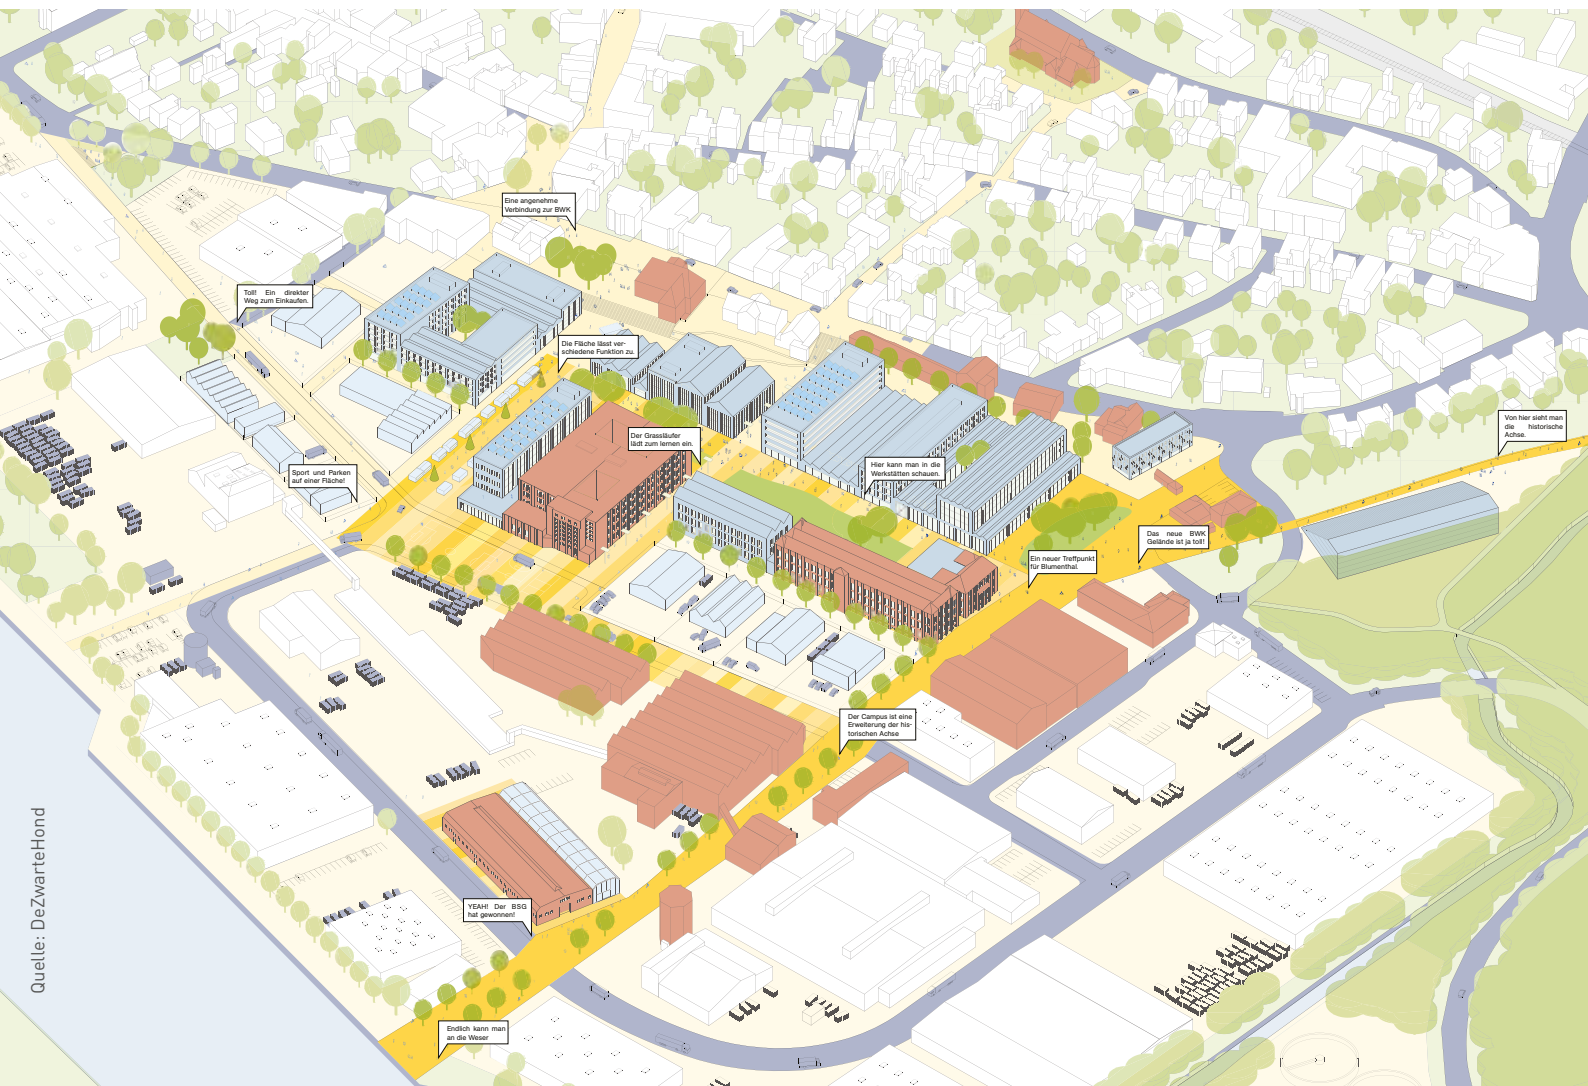 Eine angenehme
Verbindung zur BWK
Toll! Ein direkter
Weg zum Einkaufen.
Die Fläche lässt ver-
schiedene Funktion zu.
Der Grassläufer
lädt zum lernen ein.
Von hier sieht man
die historische
Achse.
Hier kann man in die
Werkstätten schauen.
Sport und Parken
auf einer Fläche!
Das neue BWK
Gelände ist ja toll!
Ein neuer Treffpunkt
für Blumenthal.
Der Campus ist eine
Erweiterung der his-
torischen Achse
YEAH! Der BSG
hat gewonnen!
Endlich kann man
an die Weser
Quelle: DeZwarteHond